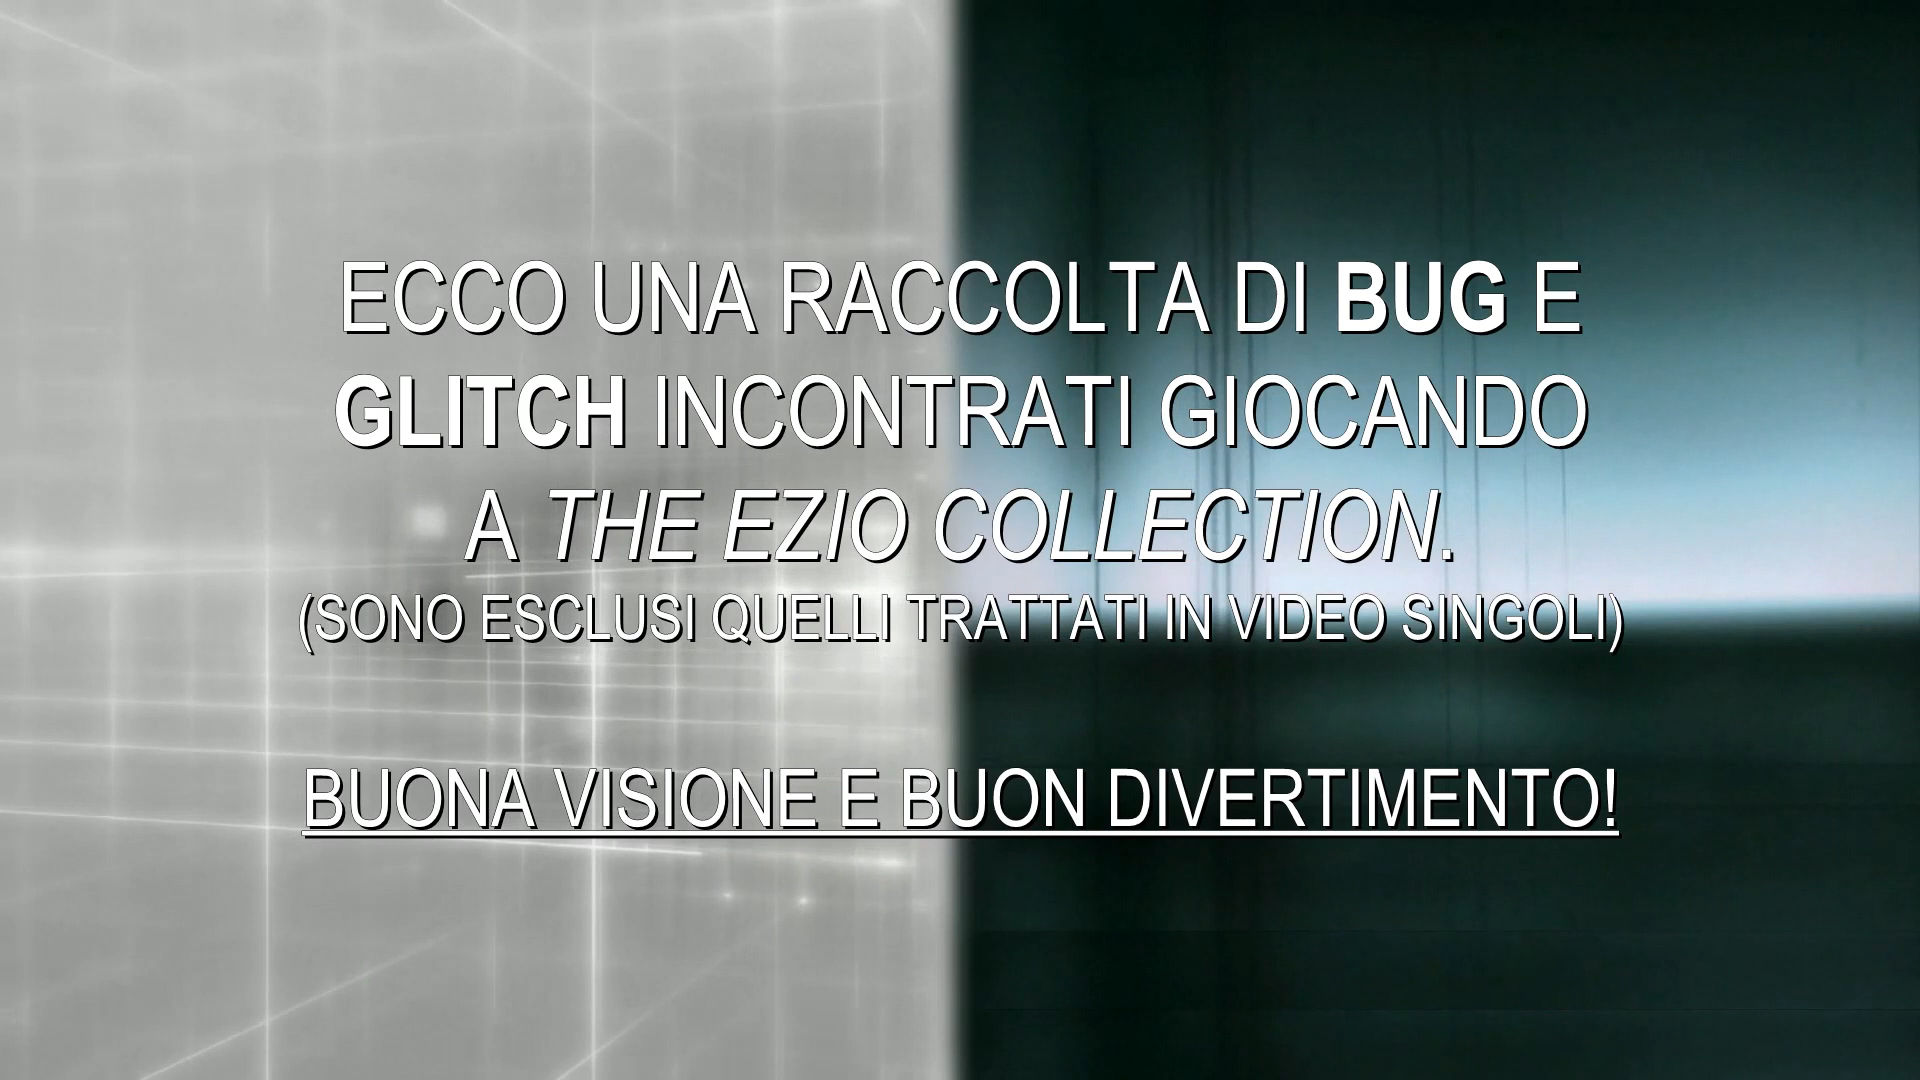 ECCO UNA RACCOLTA DI BUG E
GLITCH INCONTRATI GIOCANDO
A THE EZIO COLLECTION.
(SONO ESCLUSI QUELLI TRATTATI IN VIDEO SINGOLI)
BUONA VISIONE E BUON DIVERTIMENTO!